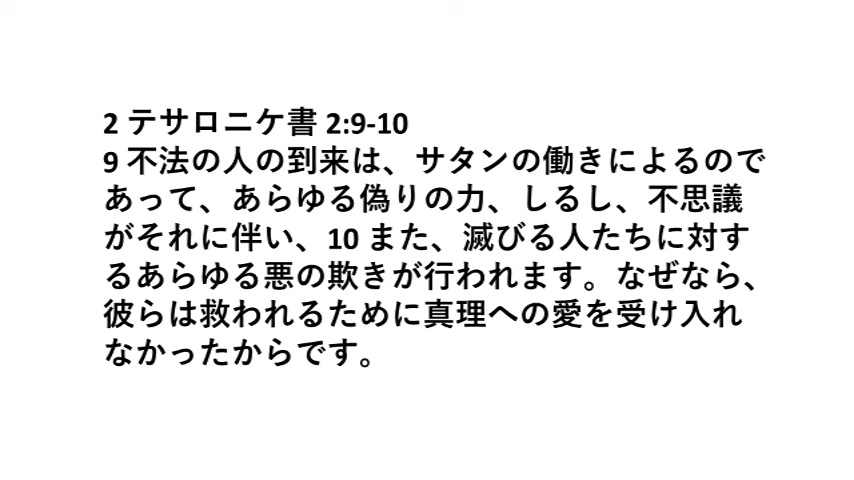 2 テサロニケ書 2:9-10
9 不法の人の到来は、サタンの働きによるので
あって、あらゆる偽りの力、しるし、不思議
がそれに伴い、10 また、滅びる人たちに対す
るあらゆる悪の欺きが行われます。なぜなら、
彼らは救われるために真理への愛を受け入れ
なかったからです。